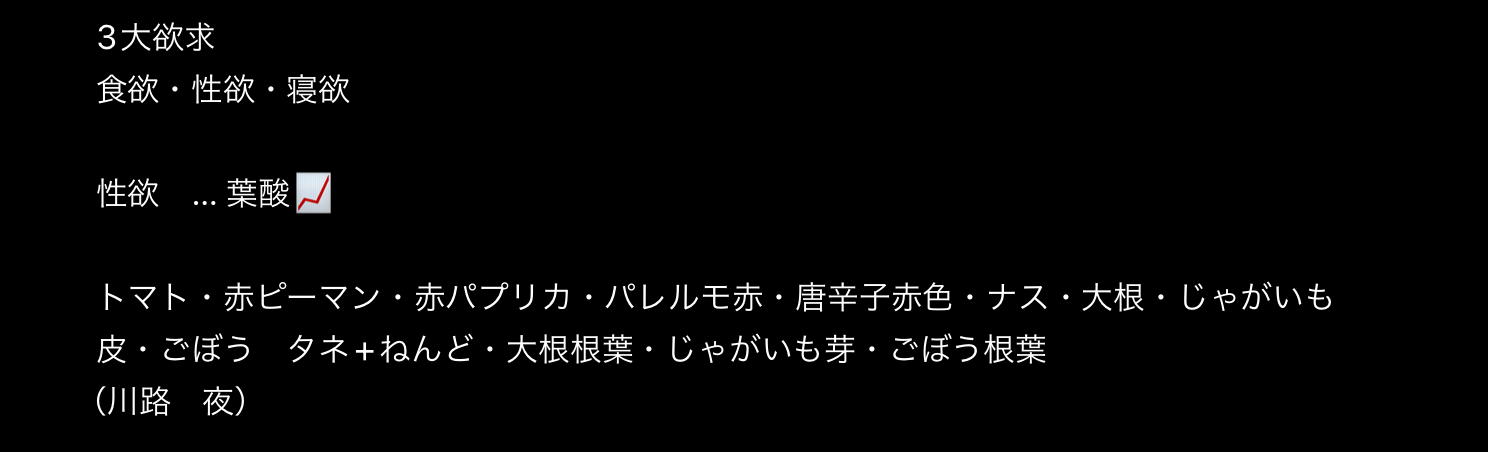 3大欲求
食欲・性欲・寝欲
性欲　… 葉酸📈
トマト・赤ピーマン・赤パプリカ・パレルモ赤・唐辛子赤色・ナス・大根・じゃがいも
皮・ごぼう　タネ+ねんど・大根根葉・じゃがいも芽・ごぼう根葉
(川路　夜)